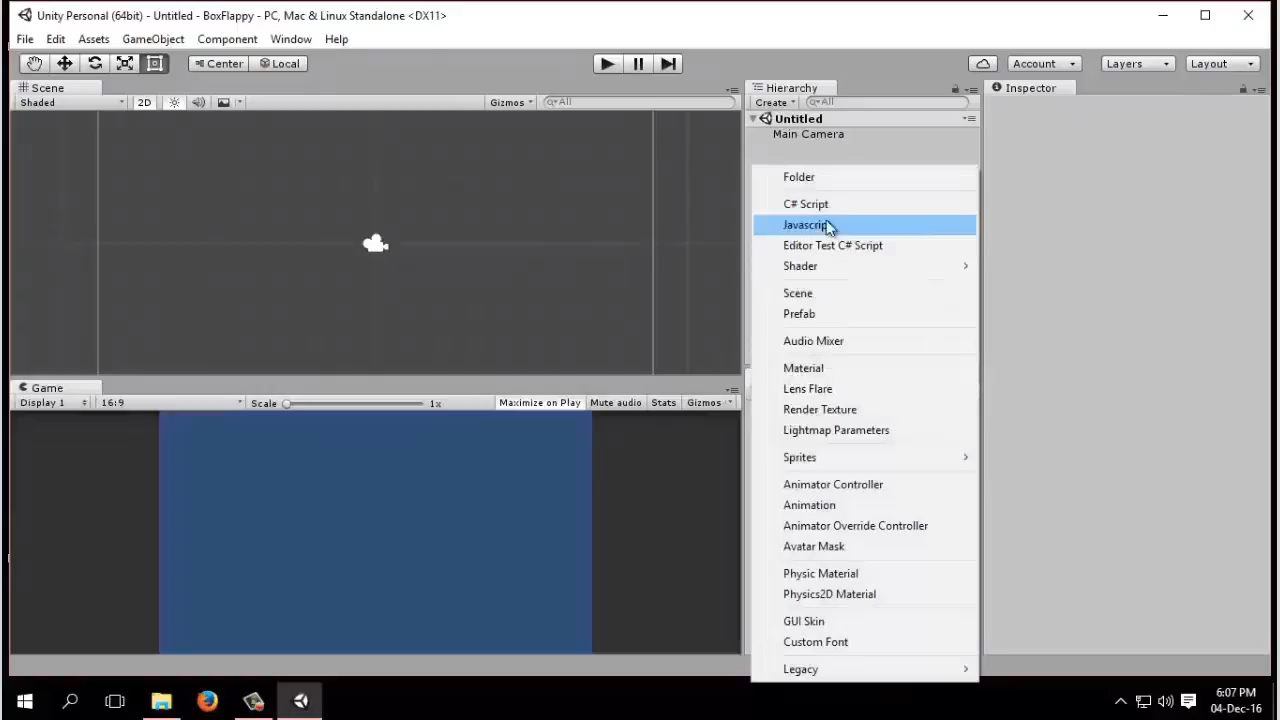 Unity Personal (64bit) - Untitled - BoxFlappy - PC, Mac & Linux Standalone <DX11>
File Edit Assets GameObject Component Window Help
Center Local Account Layers Layout
Scene
Shaded 2D Gizmos All
Hierarchy
Create All
Untitled
Main Camera
Inspector
Folder
C# Script
Javascript
Editor Test C# Script
Shader
Scene
Prefab
Audio Mixer
Material
Lens Flare
Render Texture
Lightmap Parameters
Sprites
Animator Controller
Animation
Animator Override Controller
Avatar Mask
Physic Material
Physics2D Material
GUI Skin
Custom Font
Legacy
Game
Display 1 16:9 Scale 1x Maximize on Play Mute audio Stats Gizmos
6:07 PM
04-Dec-16